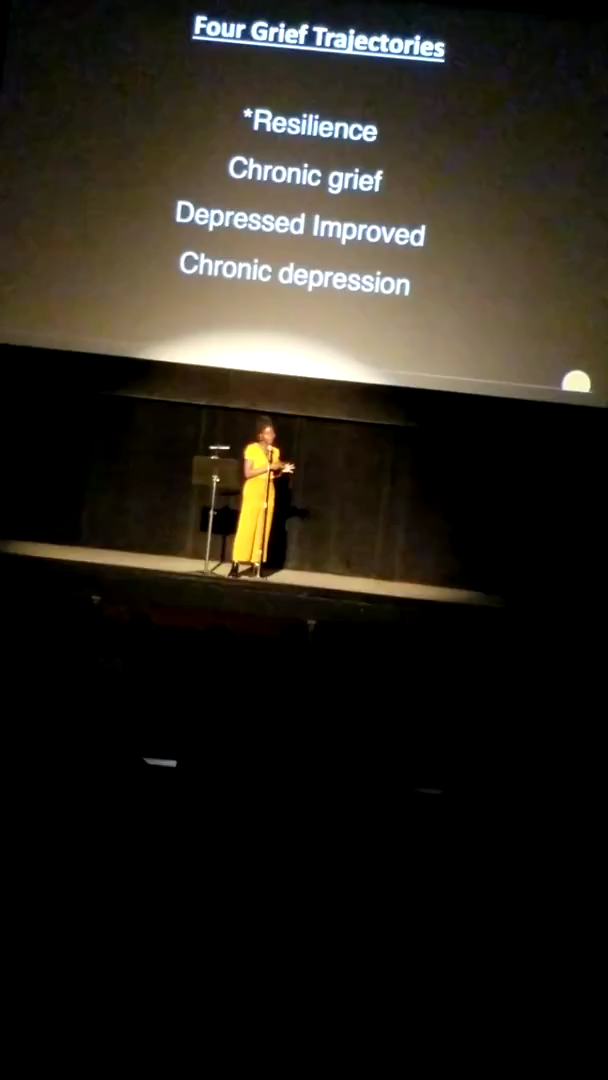 Four Grief Trajectories
*Resilience
Chronic grief
Depressed Improved
Chronic depression